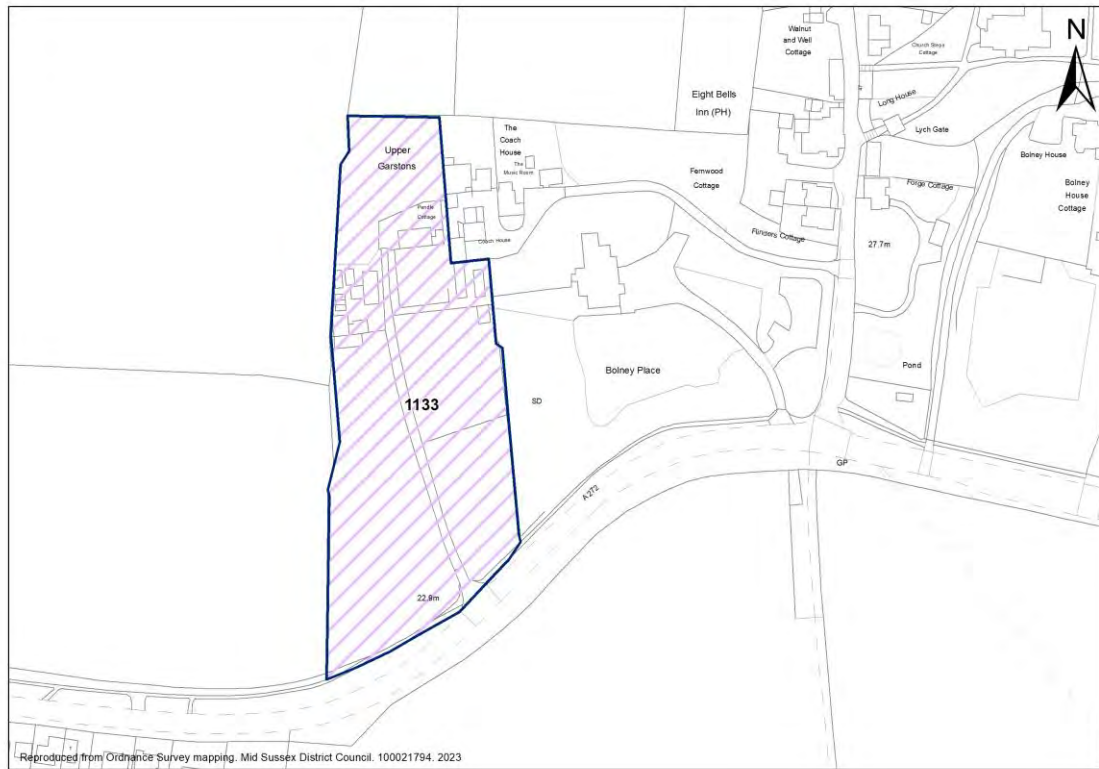 Walnut
and Well
Cottage
Church Steps
Cottage
N
Eight Bells
Inn (PH)
Long House
Lych Gate
The
Coach
House
The
Music Room
Upper
Garstons
Bolney House
Fernwood
Cottage
Bolney
House
Cottage
Forge Cottage
Pantile
Cottage
Coach House
Flinders Cottage
27.7m
Bolney Place
Pond
1133
SD
GP
A 272
22.9m
Reproduced from Ordnance Survey mapping. Mid Sussex District Council. 100021794. 2023